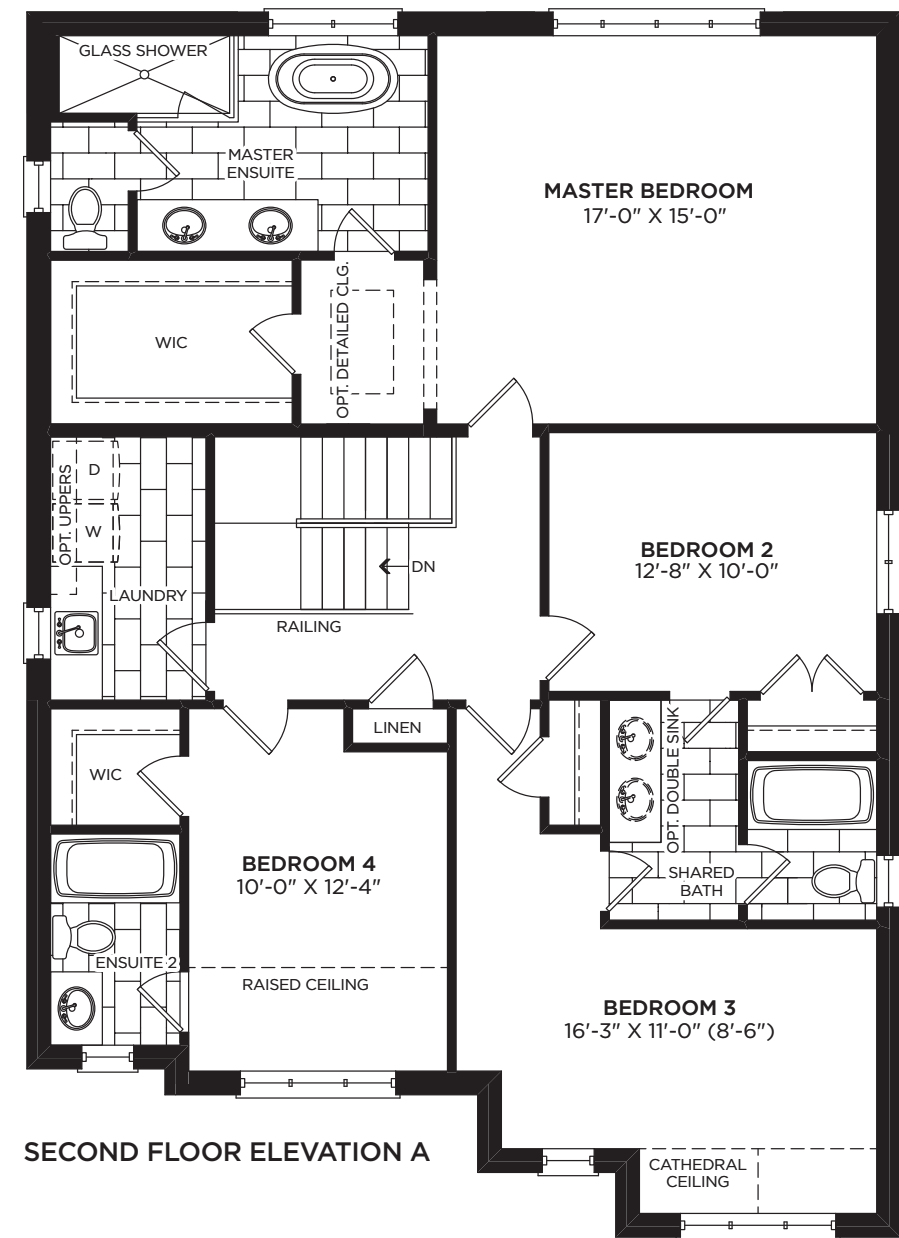 GLASS SHOWER
MASTER
ENSUITE
MASTER BEDROOM
17'-0" X 15'-0"
WIC
OPT. DETAILED CLG.
OPT. UPPERS
D
W
LAUNDRY
DN
RAILING
BEDROOM 2
12'-8" X 10'-0"
LINEN
WIC
OPT. DOUBLE SINK
BEDROOM 4
10'-0" X 12'-4"
SHARED
BATH
ENSUITE 2
RAISED CEILING
BEDROOM 3
16'-3" X 11'-0" (8'-6")
SECOND FLOOR ELEVATION A
CATHEDRAL
CEILING